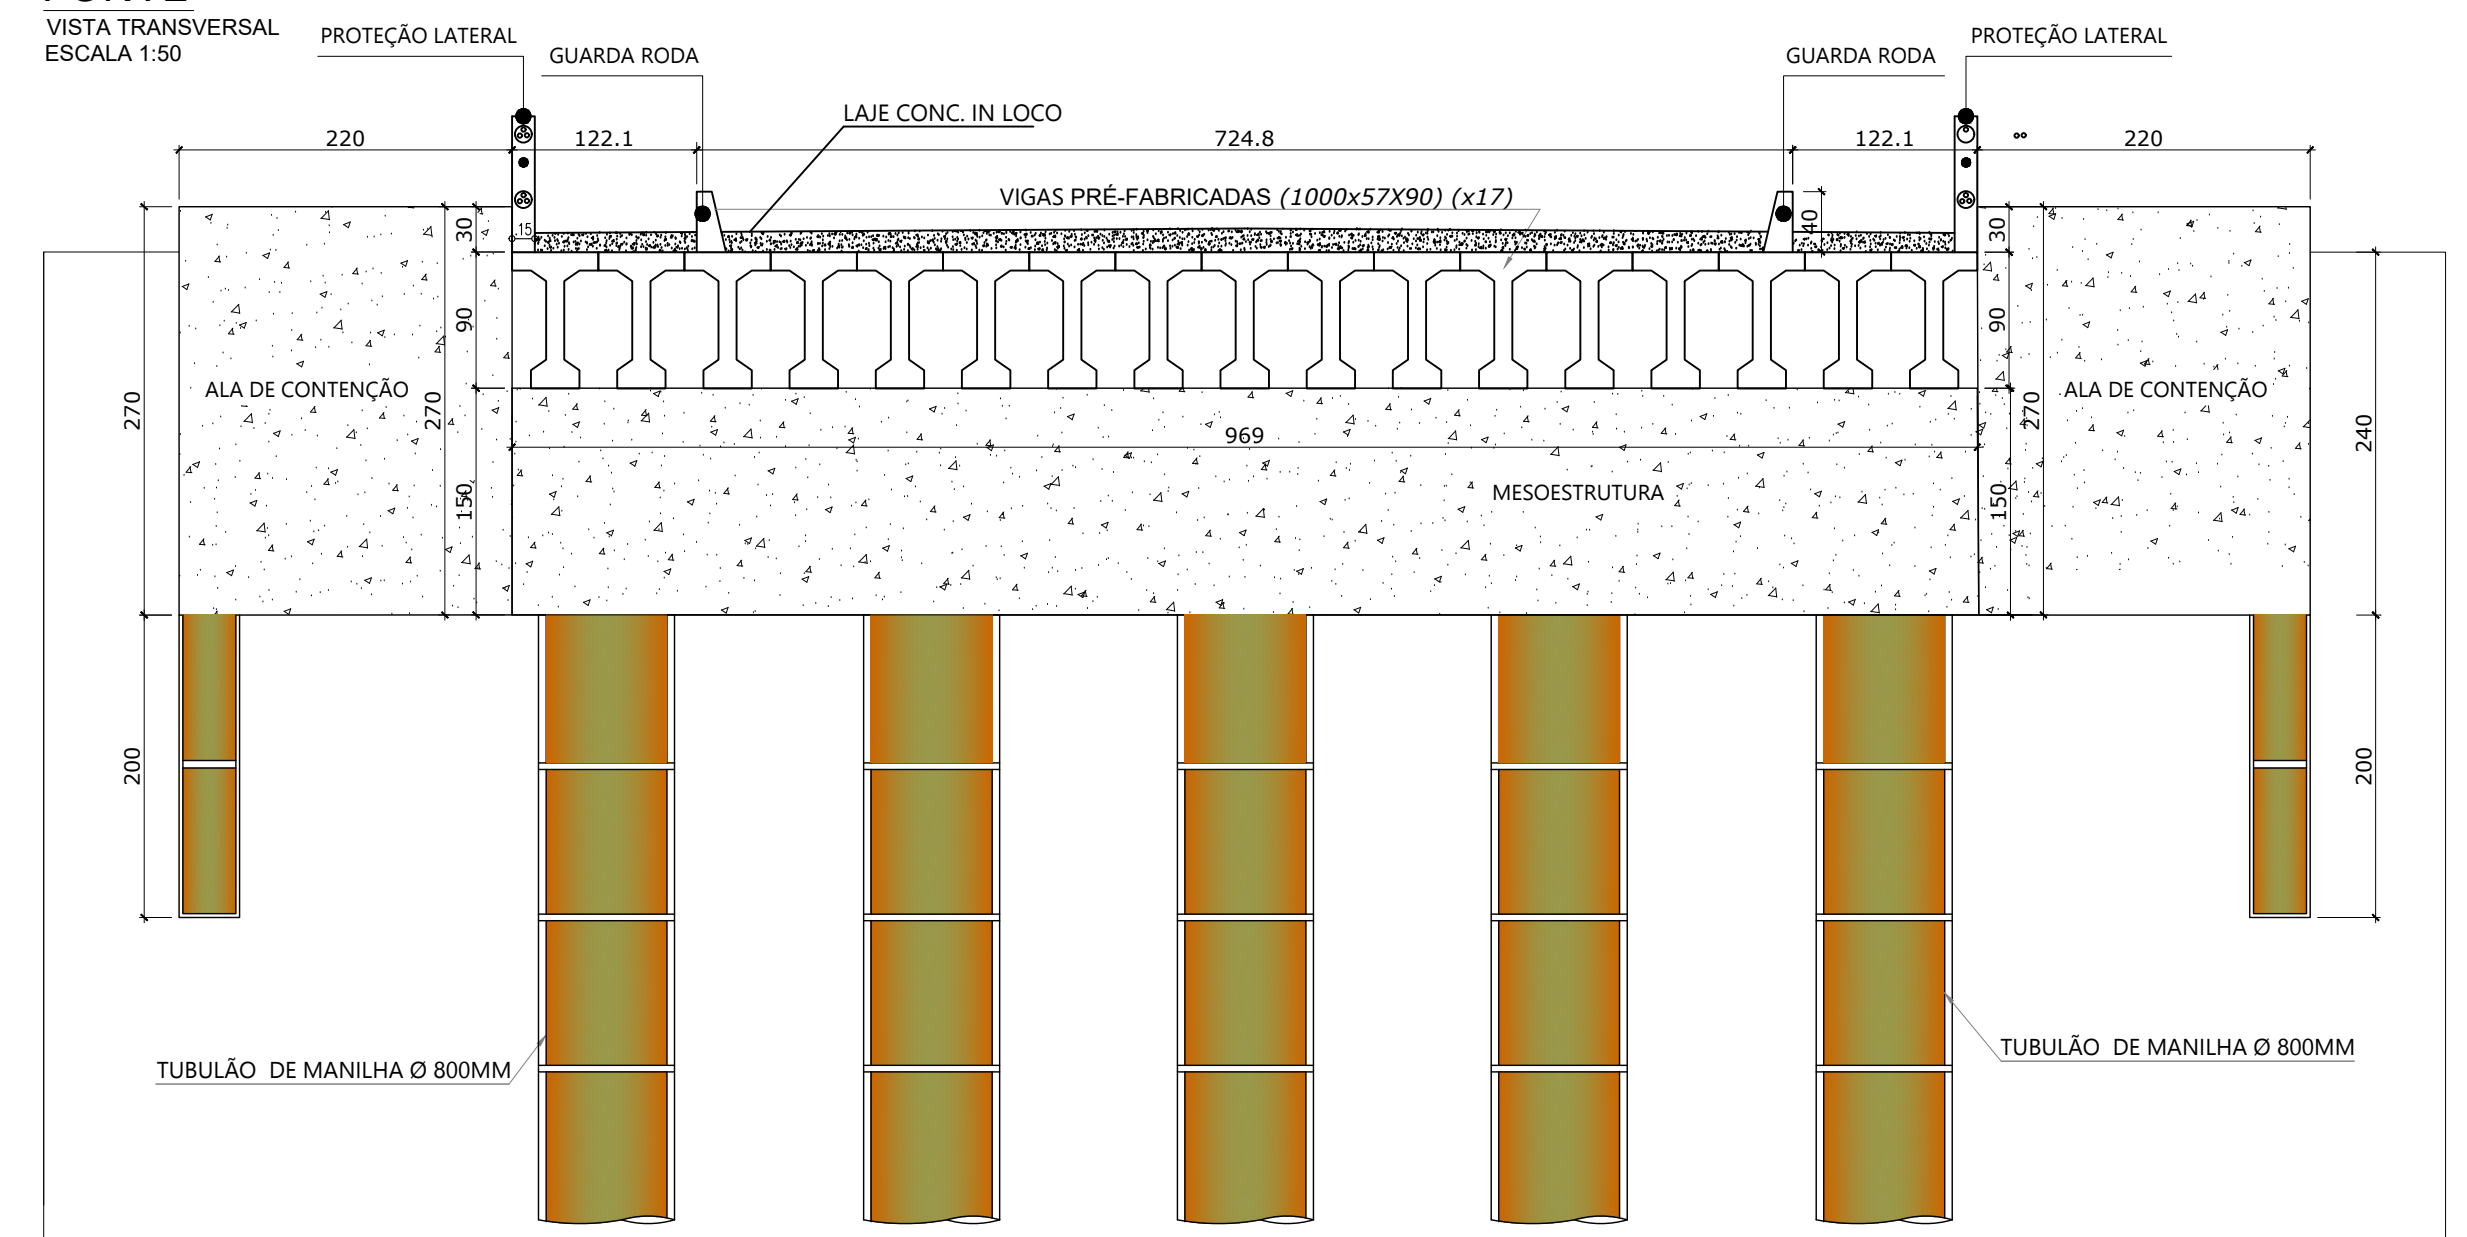 VISTA TRANSVERSAL
ESCALA 1:50
PROTEÇÃO LATERAL
GUARDA RODA
GUARDA RODA
PROTEÇÃO LATERAL
LAJE CONC. IN LOCO
220
122.1
724.8
122.1
220
VIGAS PRÉ-FABRICADAS (1000x57X90) (x17)
30
15
40
30
90
90
ALA DE CONTENÇÃO
ALA DE CONTENÇÃO
270
270
270
240
969
150
MESOESTRUTURA
150
200
200
TUBULÃO DE MANILHA Ø 800MM
TUBULÃO DE MANILHA Ø 800MM